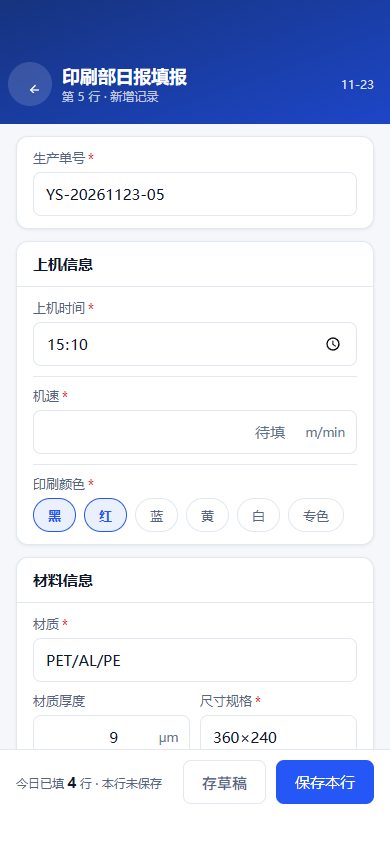 印刷部日报填报
第 5 行 · 新增记录
11-23
生产单号 *
YS-20261123-05
上机信息
上机时间 *
15:10
机速 *
待填 m/min
印刷颜色 *
黑 红 蓝 黄 白 专色
材料信息
材质 *
PET/AL/PE
材质厚度 尺寸规格 *
9 μm 360×240
今日已填 4 行 · 本行未保存 存草稿 保存本行